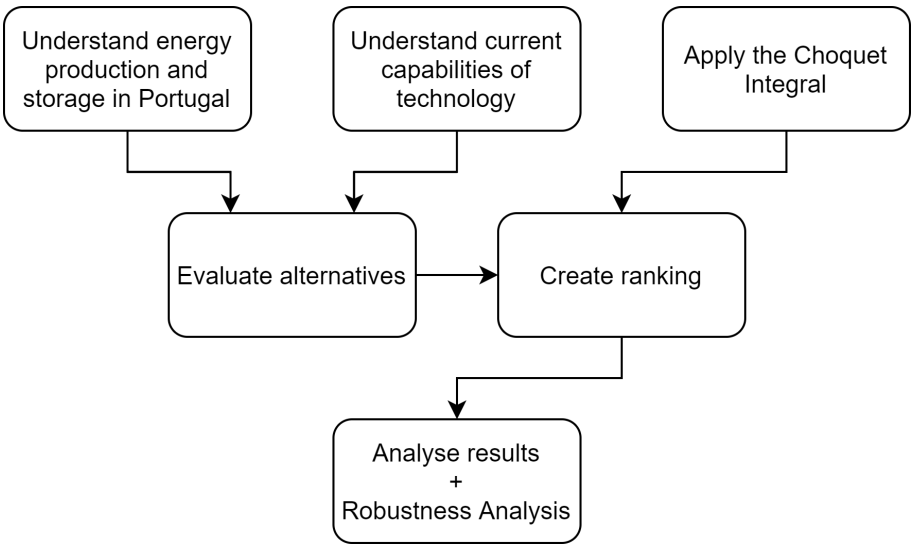 Understand energy
production and
storage in Portugal
Understand current
capabilities of
technology
Apply the Choquet
Integral
Evaluate alternatives
Create ranking
Analyse results
+
Robustness Analysis